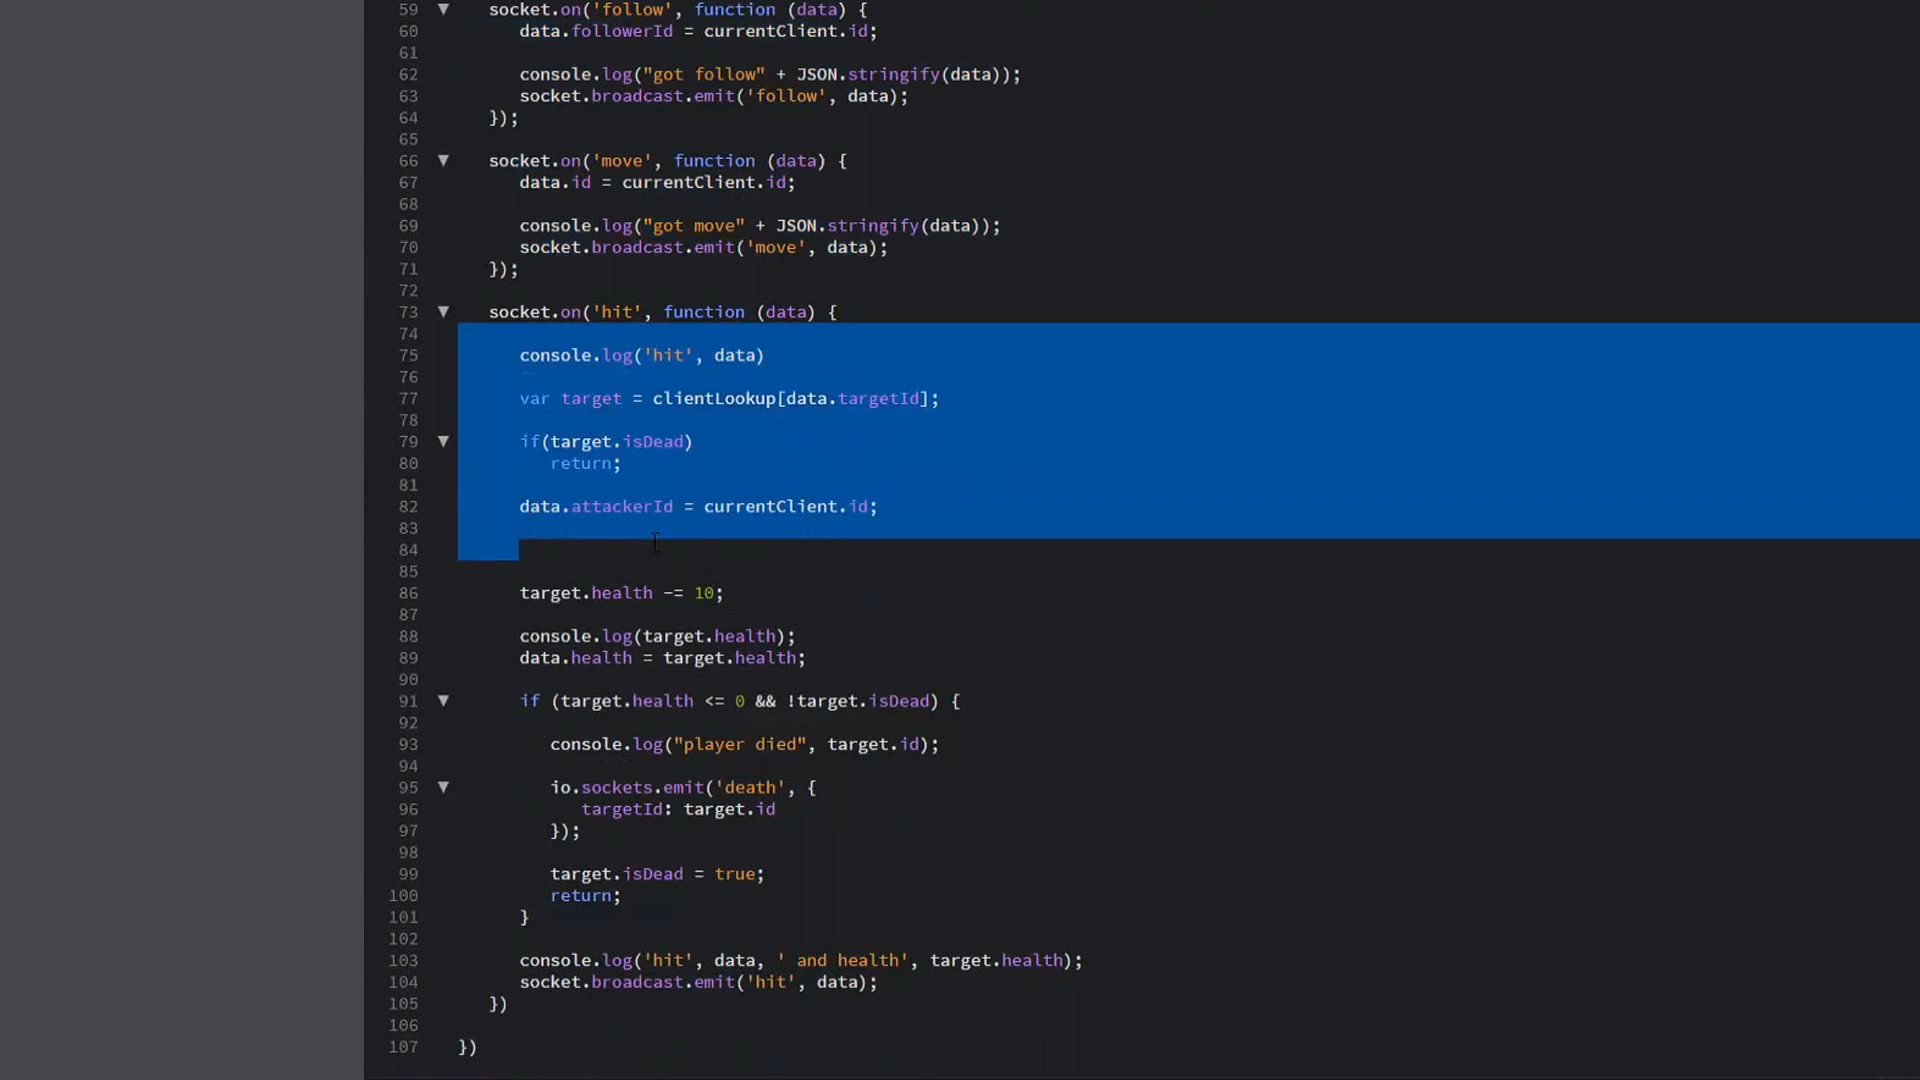 59 ▼ socket.on('follow', function (data) {
60 data.followerId = currentClient.id;
61
62 console.log("got follow" + JSON.stringify(data));
63 socket.broadcast.emit('follow', data);
64 });
65
66 ▼ socket.on('move', function (data) {
67 data.id = currentClient.id;
68
69 console.log("got move" + JSON.stringify(data));
70 socket.broadcast.emit('move', data);
71 });
72
73 ▼ socket.on('hit', function (data) {
74
75 console.log('hit', data)
76
77 var target = clientLookup[data.targetId];
78
79 ▼ if(target.isDead)
80 return;
81
82 data.attackerId = currentClient.id;
83
84
85
86 target.health -= 10;
87
88 console.log(target.health);
89 data.health = target.health;
90
91 ▼ if (target.health <= 0 && !target.isDead) {
92
93 console.log("player died", target.id);
94
95 ▼ io.sockets.emit('death', {
96 targetId: target.id
97 });
98
99 target.isDead = true;
100 return;
101 }
102
103 console.log('hit', data, ' and health', target.health);
104 socket.broadcast.emit('hit', data);
105 })
106
107 })